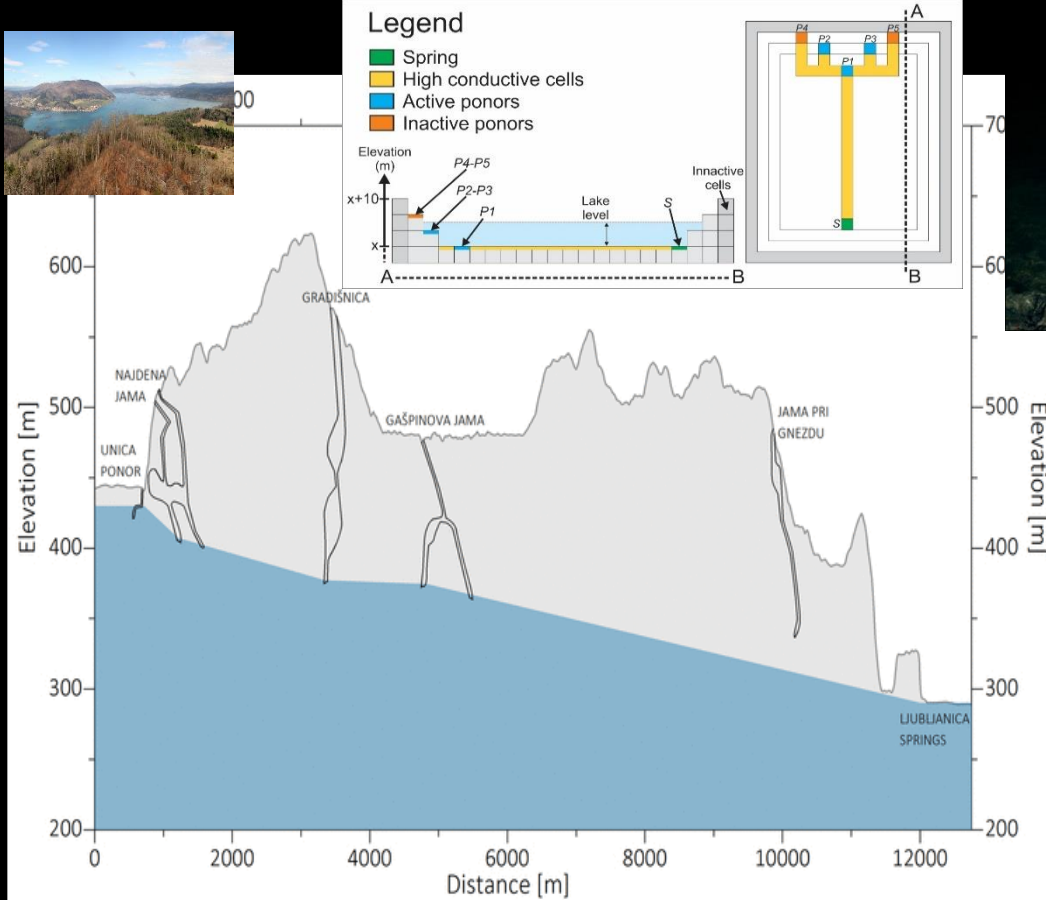 Legend
Spring
High conductive cells
Active ponors
Inactive ponors
Elevation
(m)
x+10
x
P4-P5
P2-P3
P1
Lake
level
S
Innactive
cells
A
B
A
P4
P5
P2
P3
P1
S
B
00
70
600
60
GRADIŠNICA
NAJDENA
JAMA
500
500
GAŠPINOVA JAMA
JAMA PRI
GNEZDU
UNICA
PONOR
Elevation [m]
Elevation [m]
400
400
300
300
LJUBLJANICA
SPRINGS
200
200
0
2000
4000
6000
8000
10000
12000
Distance [m]